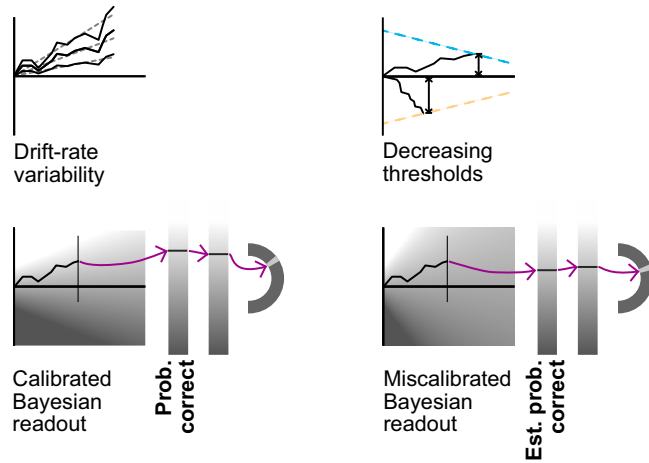 Drift-rate
variability
Decreasing
thresholds
Calibrated
Bayesian
readout
Prob.
correct
Miscalibrated
Bayesian
readout
Est. prob.
correct